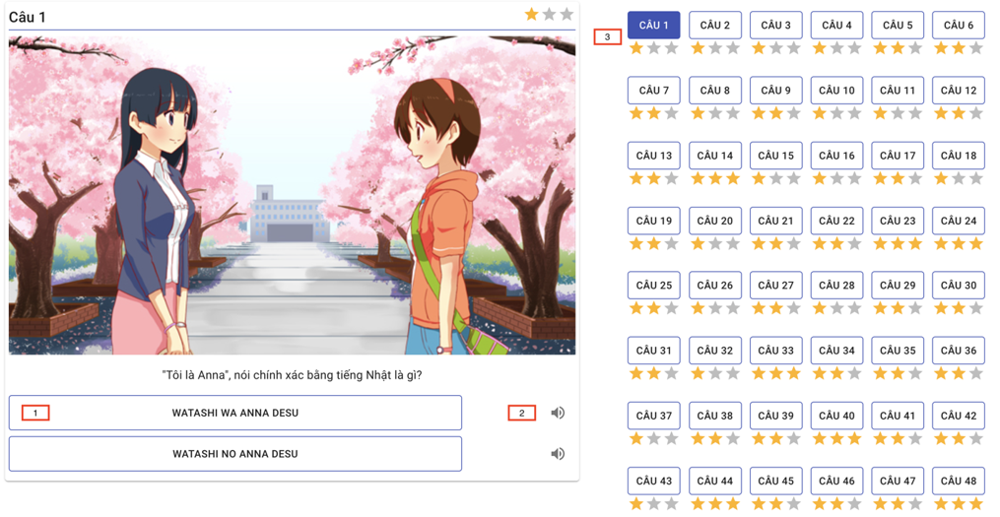 Câu 1
"Tôi là Anna", nói chính xác bằng tiếng Nhật là gì?
1
WATASHI WA ANNA DESU
2
WATASHI NO ANNA DESU
3
CÂU 1 CÂU 2 CÂU 3 CÂU 4 CÂU 5 CÂU 6
CÂU 7 CÂU 8 CÂU 9 CÂU 10 CÂU 11 CÂU 12
CÂU 13 CÂU 14 CÂU 15 CÂU 16 CÂU 17 CÂU 18
CÂU 19 CÂU 20 CÂU 21 CÂU 22 CÂU 23 CÂU 24
CÂU 25 CÂU 26 CÂU 27 CÂU 28 CÂU 29 CÂU 30
CÂU 31 CÂU 32 CÂU 33 CÂU 34 CÂU 35 CÂU 36
CÂU 37 CÂU 38 CÂU 39 CÂU 40 CÂU 41 CÂU 42
CÂU 43 CÂU 44 CÂU 45 CÂU 46 CÂU 47 CÂU 48